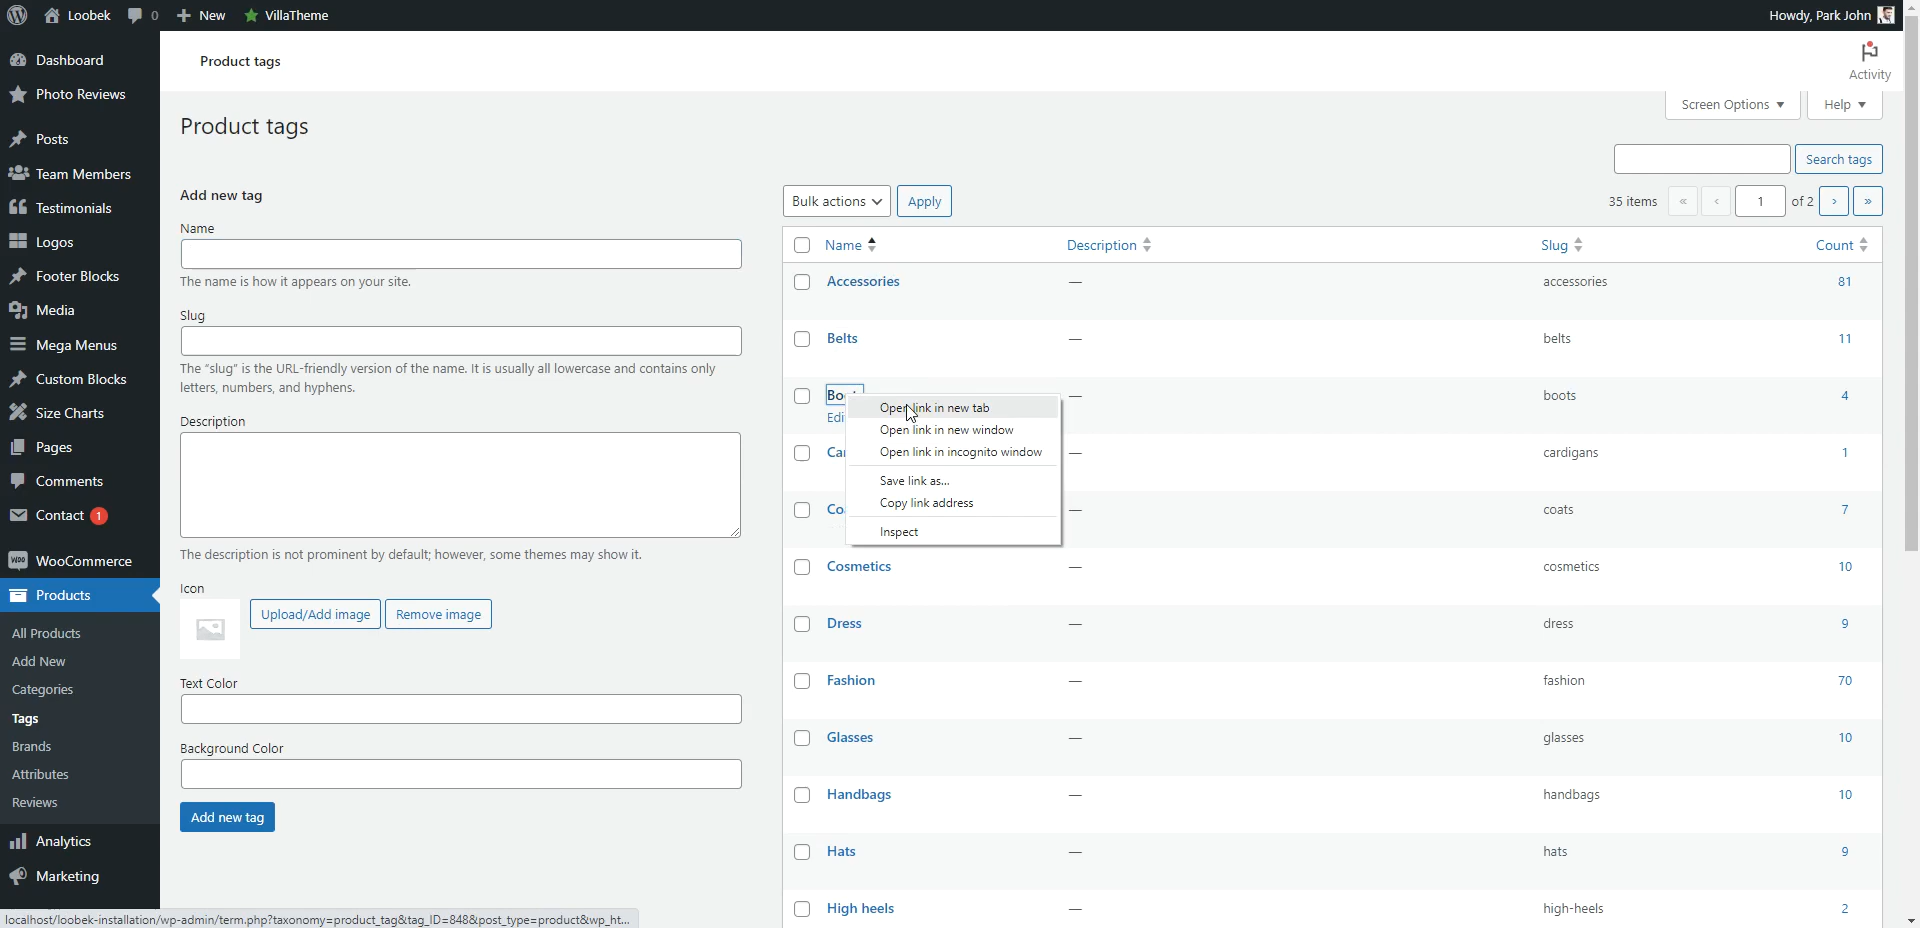 Loobek 0 New VillaTheme Howdy, Park John
Dashboard
Photo Reviews
Posts
Team Members
Testimonials
Logos
Footer Blocks
Media
Mega Menus
Custom Blocks
Size Charts
Pages
Comments
Contact 1
WooCommerce
Products
All Products
Add New
Categories
Tags
Brands
Attributes
Reviews
Analytics
Marketing
Product tags
Activity
Screen Options
Help
Product tags
Search tags
Add new tag
Name
The name is how it appears on your site.
Slug
The “slug” is the URL-friendly version of the name. It is usually all lowercase and contains only
letters, numbers, and hyphens.
Description
The description is not prominent by default; however, some themes may show it.
Icon
Upload/Add image Remove image
Text Color
Background Color
Add new tag
Bulk actions Apply 35 items « ‹ 1 of 2 › »
Name Description Slug Count
Accessories — accessories 81
Belts — belts 11
— boots 4
— cardigans 1
— coats 7
Cosmetics — cosmetics 10
Dress — dress 9
Fashion — fashion 70
Glasses — glasses 10
Handbags — handbags 10
Hats — hats 9
High heels — high-heels 2
Open link in new tab
Open link in new window
Open link in incognito window
Save link as...
Copy link address
Inspect
localhost/loobek-installation/wp-admin/term.php?taxonomy=product_tag&tag_ID=848&post_type=product&wp_ht...